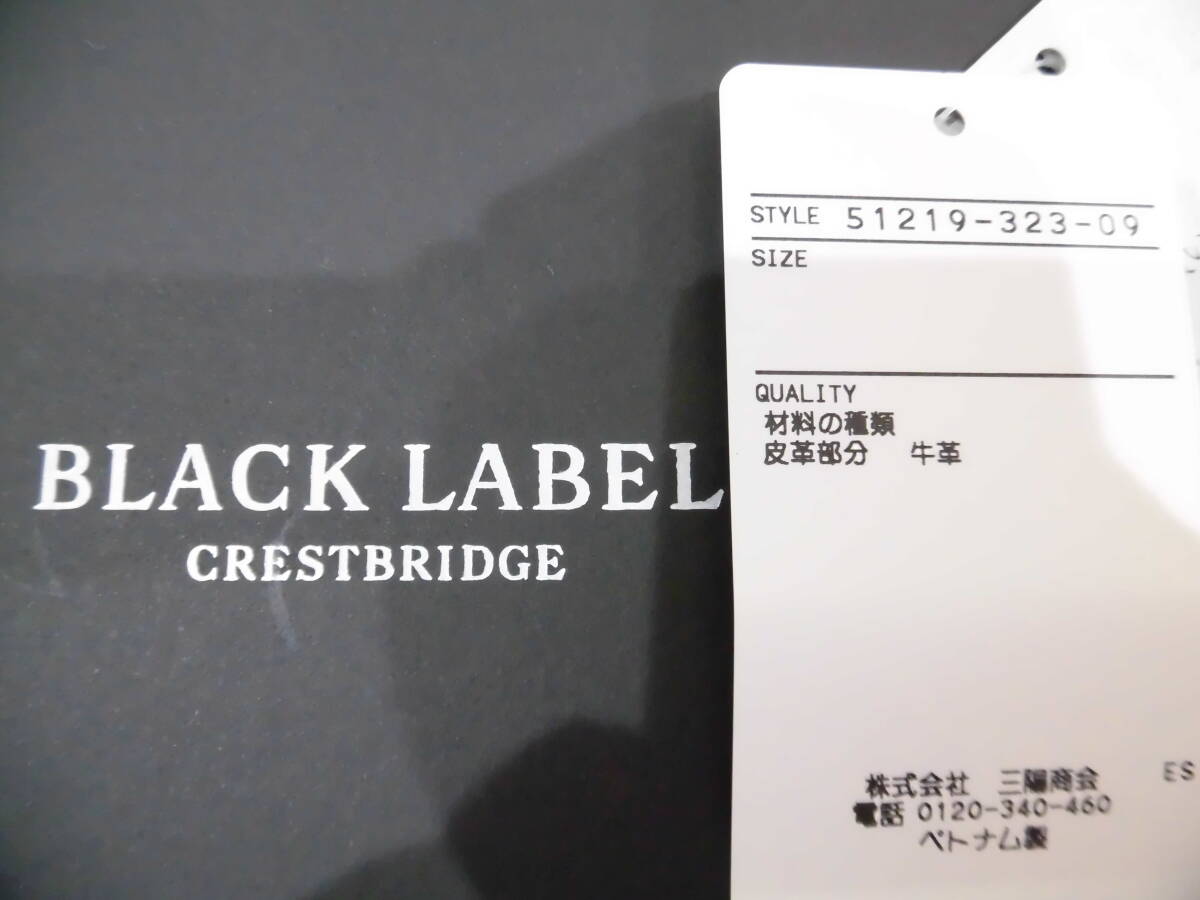 BLACK LABEL
CRESTBRIDGE
STYLE 51219-323-09
SIZE
QUALITY
材料の種類
皮革部分 牛革
株式会社 三陽商会 ES
電話 0120-340-460
ベトナム製